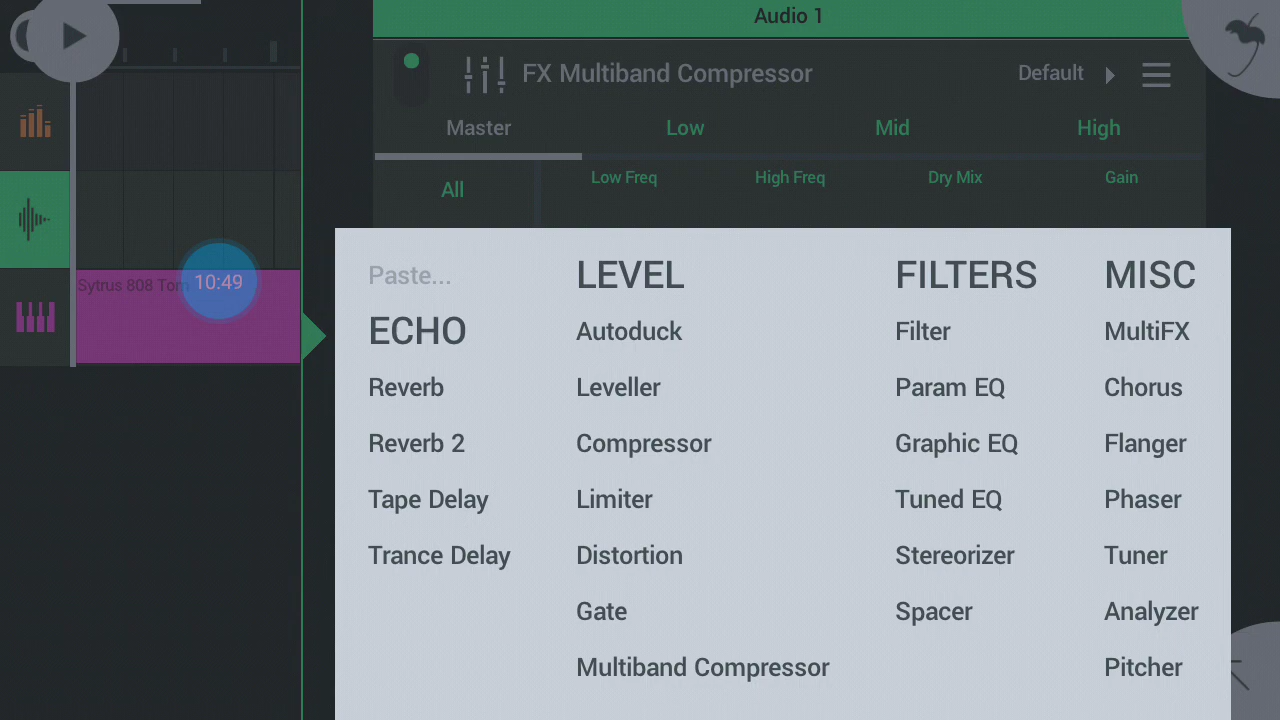 Audio 1
FX Multiband Compressor
Default
Master
Low
Mid
High
All
Low Freq
High Freq
Dry Mix
Gain
Sytrus 808 Tom
10:49
Paste...
ECHO
Reverb
Reverb 2
Tape Delay
Trance Delay
LEVEL
Autoduck
Leveller
Compressor
Limiter
Distortion
Gate
Multiband Compressor
FILTERS
Filter
Param EQ
Graphic EQ
Tuned EQ
Stereorizer
Spacer
MISC
MultiFX
Chorus
Flanger
Phaser
Tuner
Analyzer
Pitcher